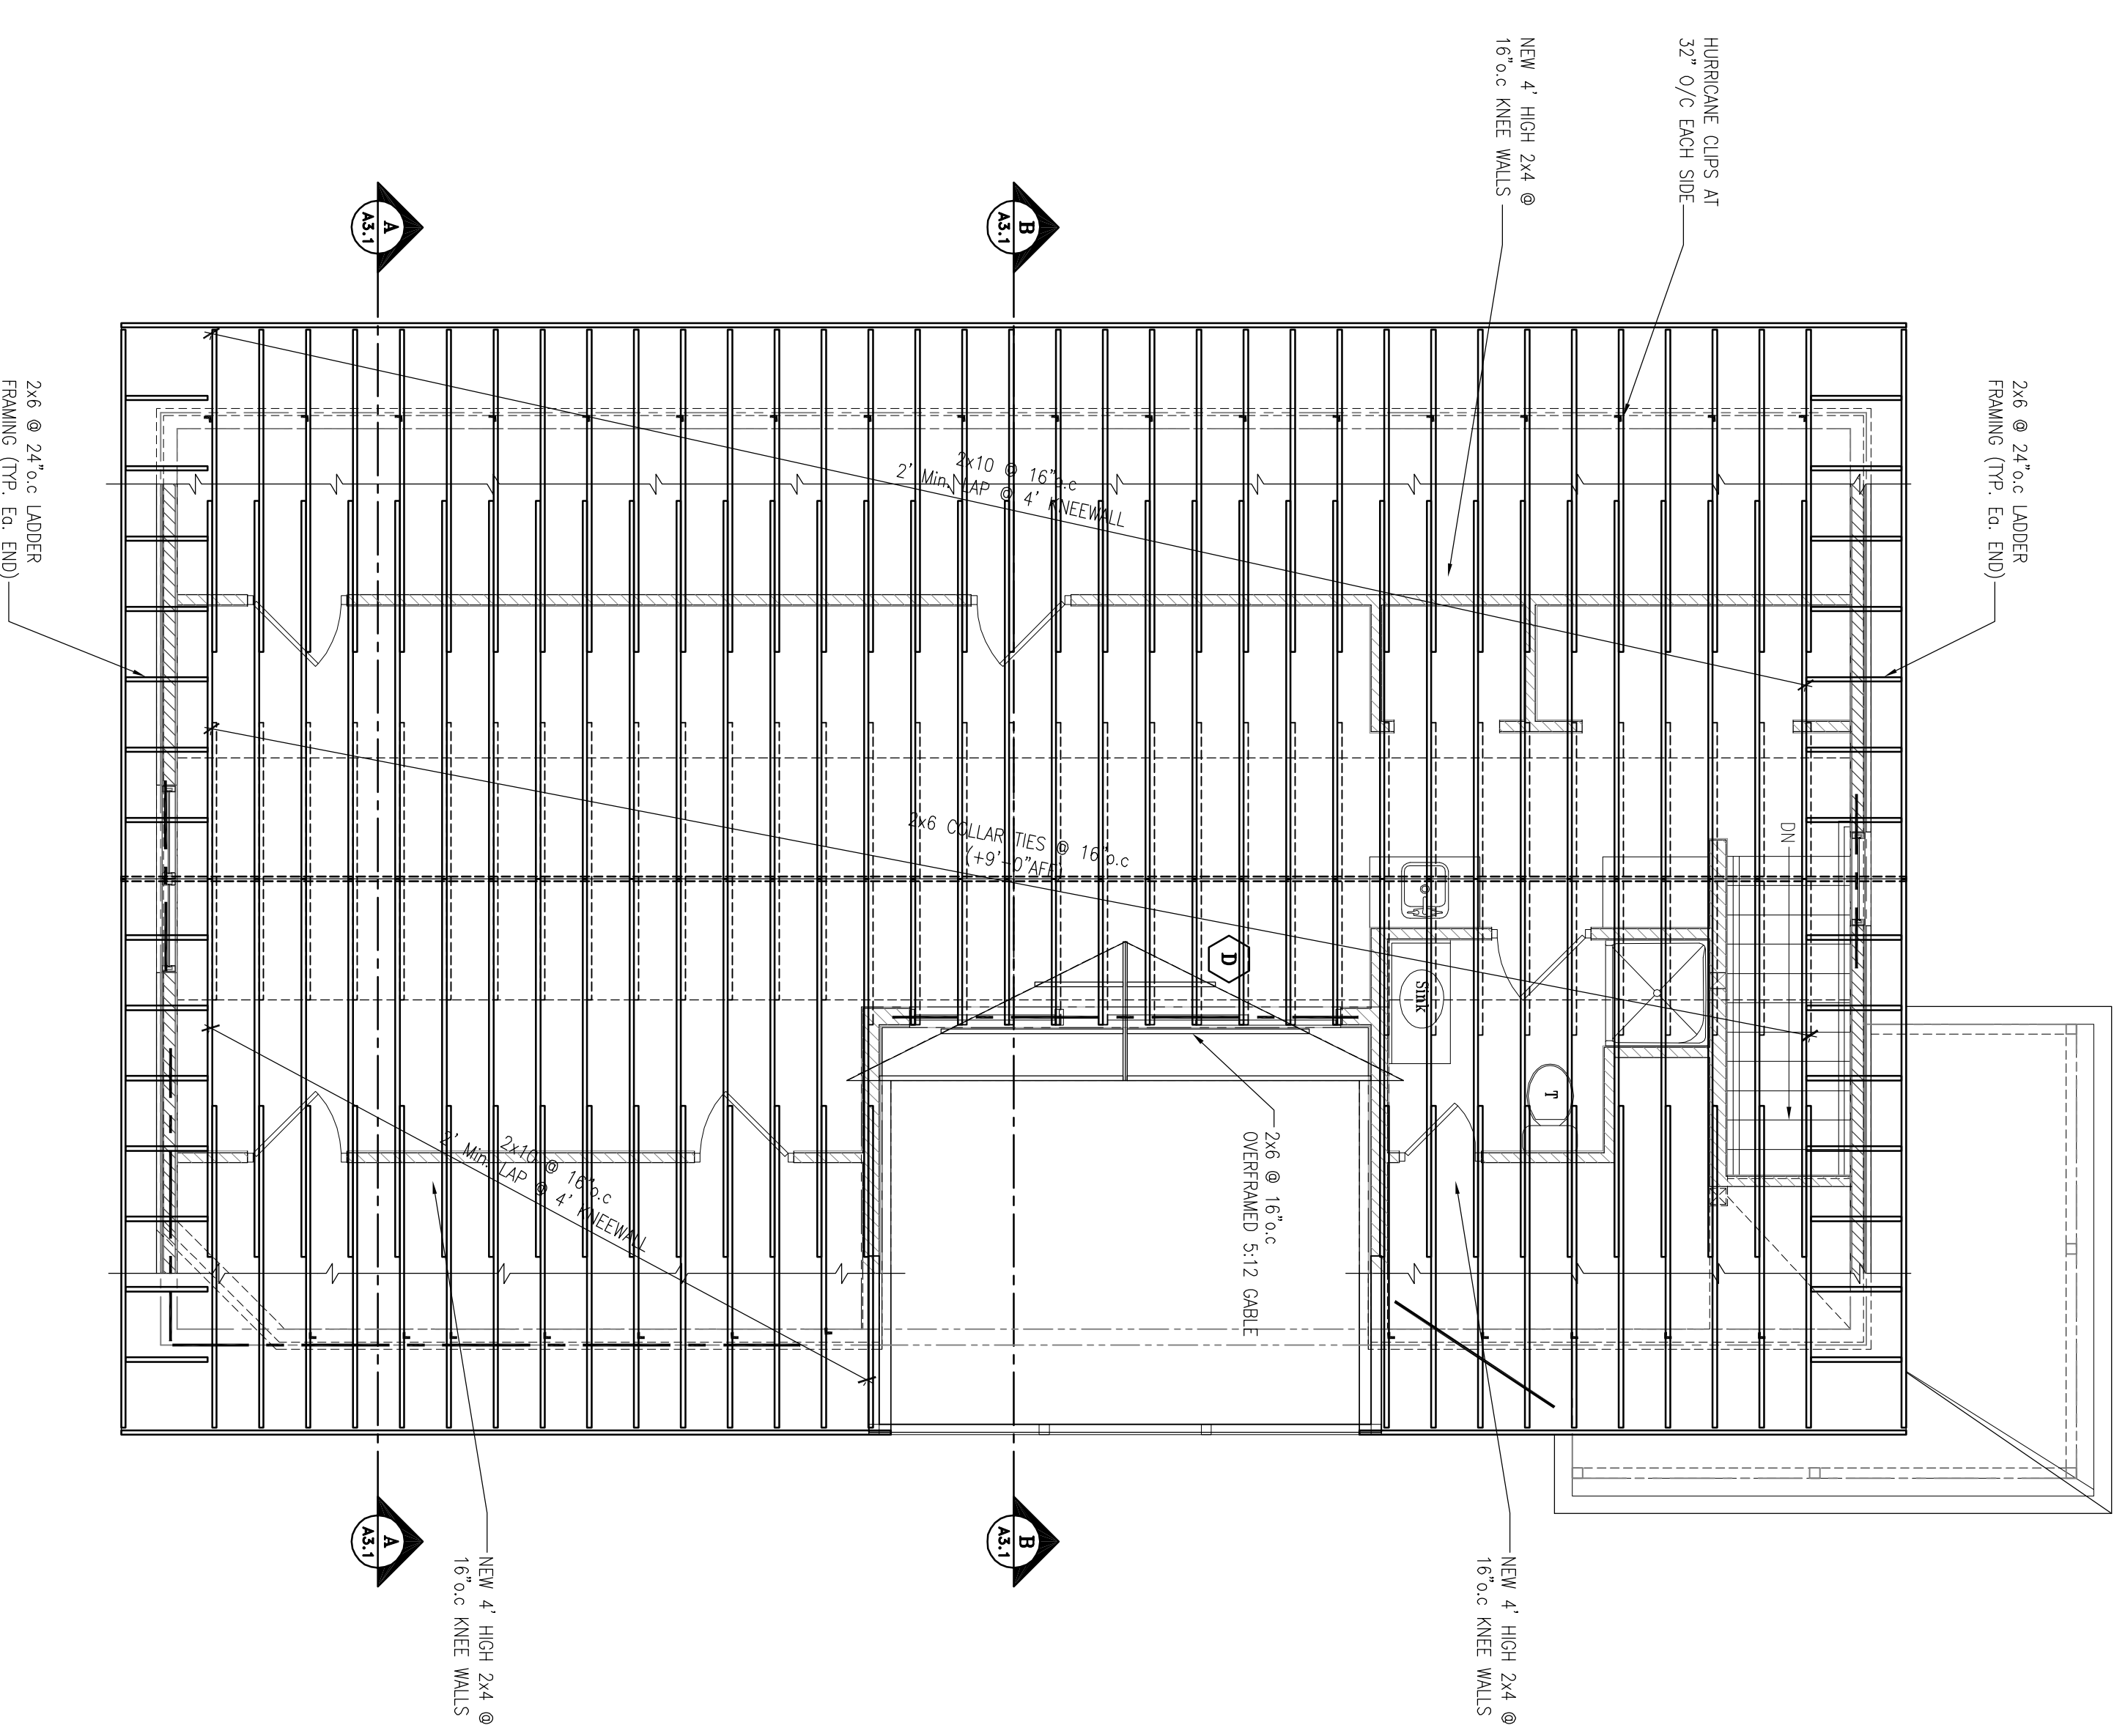 HURRICANE CLIPS AT
32" O/C EACH SIDE
NEW 4' HIGH 2x4 @
16"o.c KNEE WALLS
2x6 @ 24"o.c LADDER
FRAMING (TYP. Ea. END)
2x6 @ 24"o.c LADDER
FRAMING (TYP. Ea. END)
A
A3.1
B
A3.1
2x10 @ 16"o.c
2' Min. LAP @ 4' KNEEWALL
2x6 COLLAR TIES @ 16"o.c
(+9'-0"AFF)
DN
D
Sink
T
2x6 @ 16"o.c
OVERFRAMED 5:12 GABLE
2x10 @ 16"o.c
2' Min. LAP @ 4' KNEEWALL
A
A3.1
B
A3.1
NEW 4' HIGH 2x4 @
16"o.c KNEE WALLS
NEW 4' HIGH 2x4 @
16"o.c KNEE WALLS